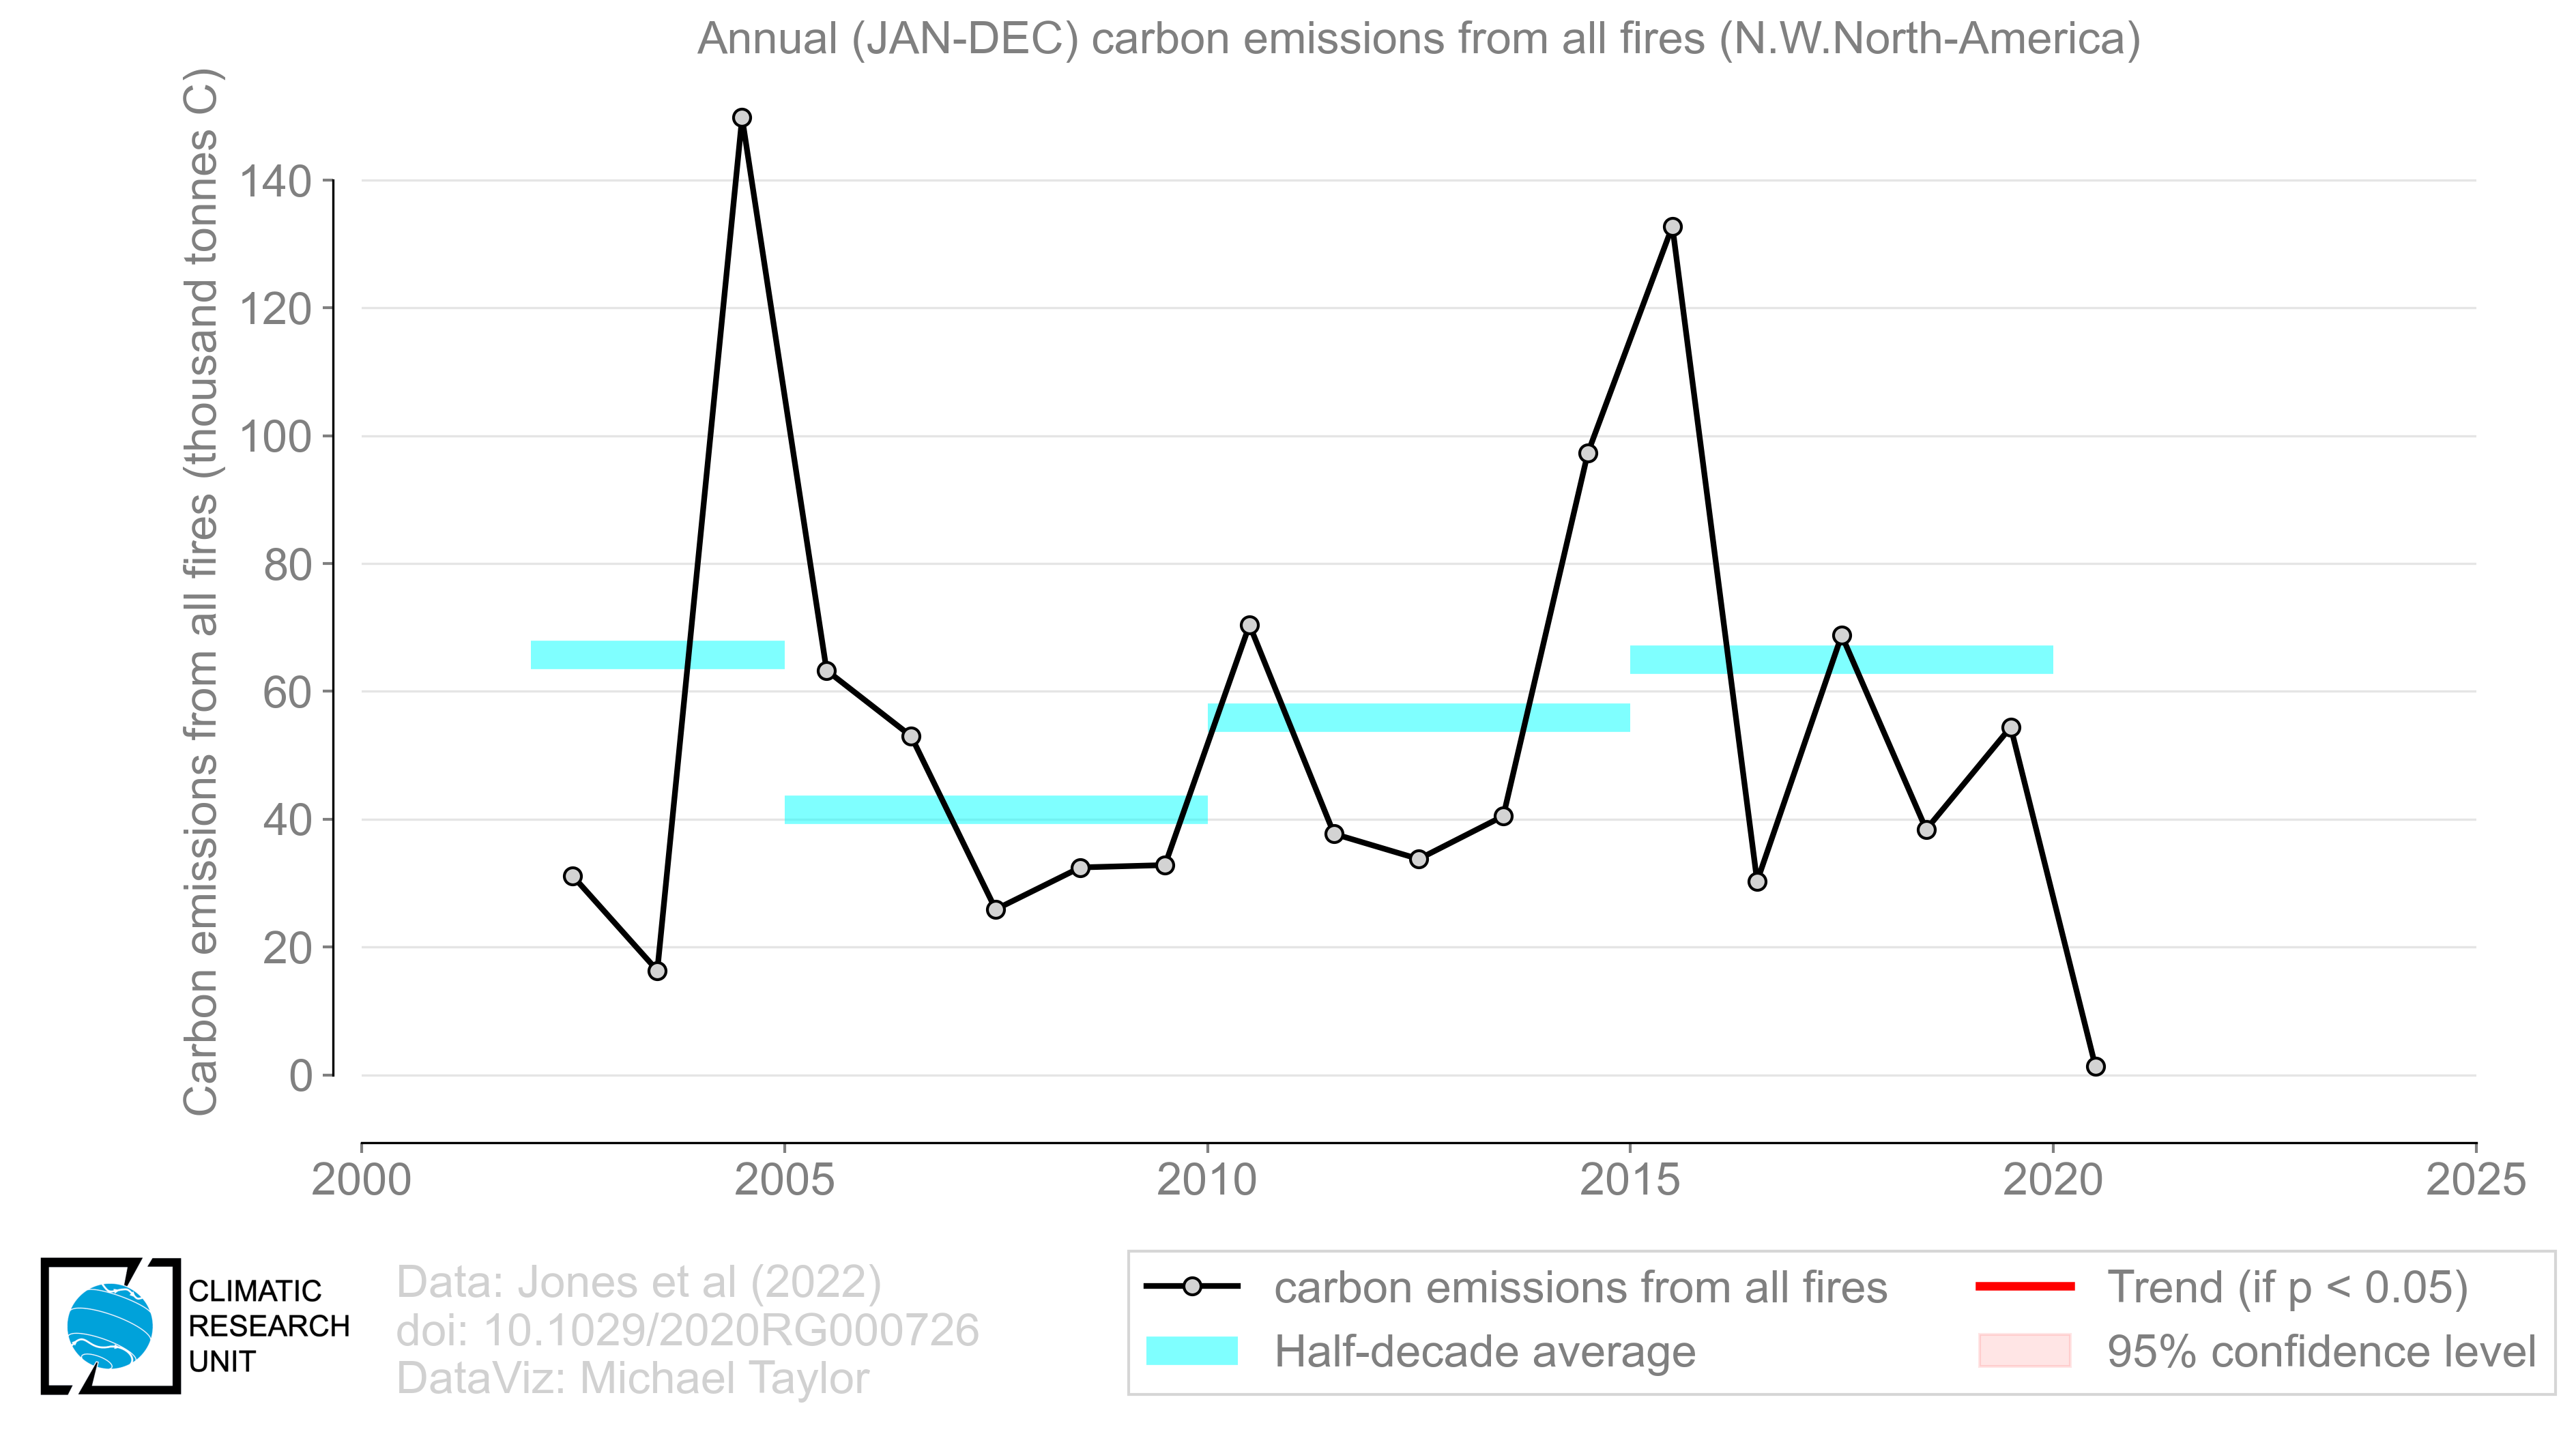 Annual (JAN-DEC) carbon emissions from all fires (N.W.North-America)
Carbon emissions from all fires (thousand tonnes C)
140
120
100
80
60
40
20
0
2000
2005
2010
2015
2020
2025
CLIMATIC
RESEARCH
UNIT
Data: Jones et al (2022)
doi: 10.1029/2020RG000726
DataViz: Michael Taylor
carbon emissions from all fires
Half-decade average
Trend (if p < 0.05)
95% confidence level